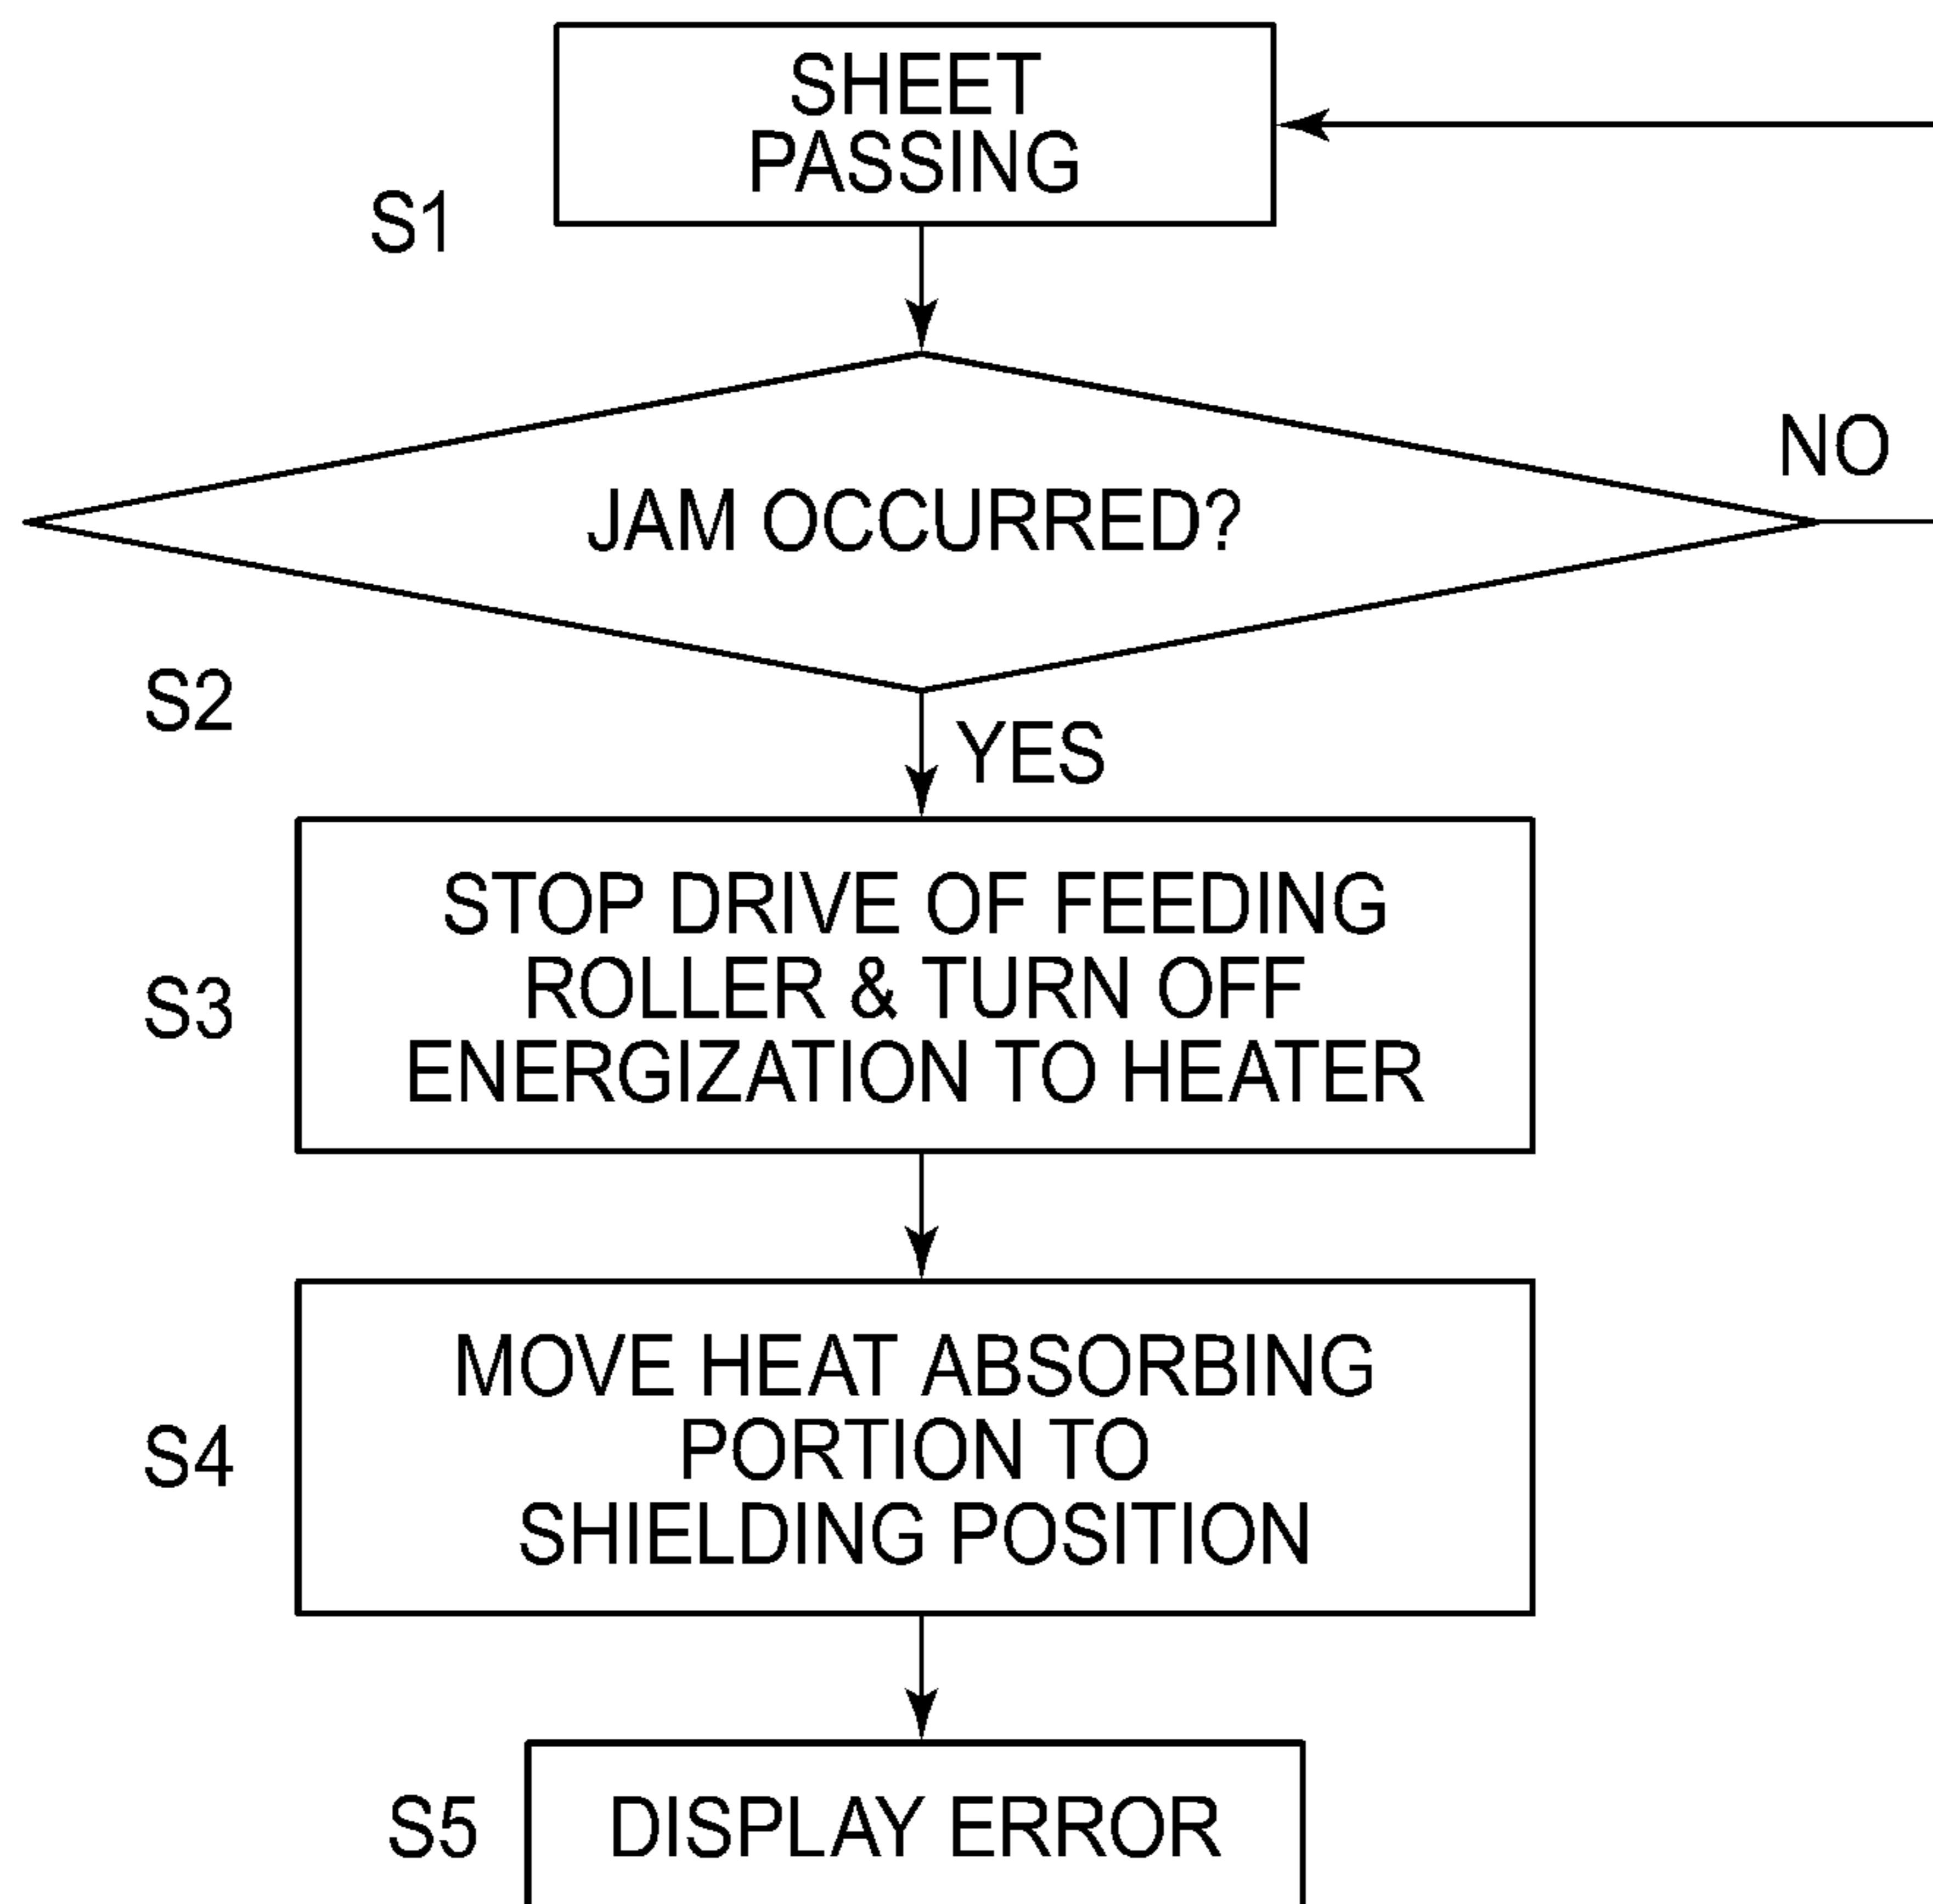 SHEET
PASSING
S1
JAM OCCURRED?
NO
S2
YES
S3
STOP DRIVE OF FEEDING
ROLLER & TURN OFF
ENERGIZATION TO HEATER
S4
MOVE HEAT ABSORBING
PORTION TO
SHIELDING POSITION
S5
DISPLAY ERROR